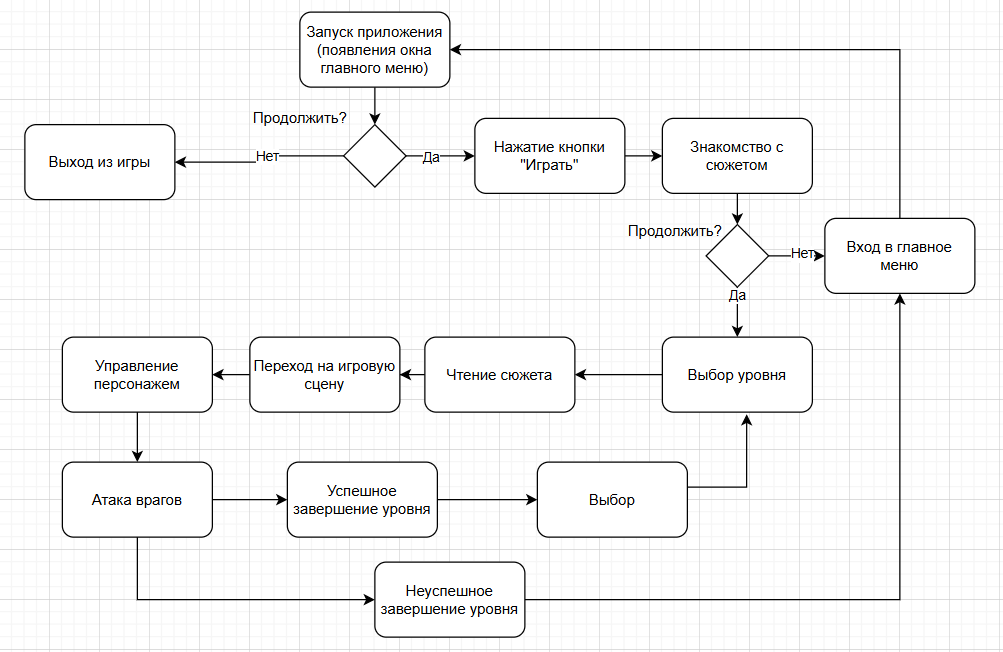 Запуск приложения
(появления окна
главного меню)
Продолжить?
Выход из игры
Нет
Да
Нажатие кнопки
"Играть"
Знакомство с
сюжетом
Продолжить?
Нет
Вход в главное
меню
Да
Управление
персонажем
Переход на игровую
сцену
Чтение сюжета
Выбор уровня
Атака врагов
Успешное
завершение уровня
Выбор
Неуспешное
завершение уровня